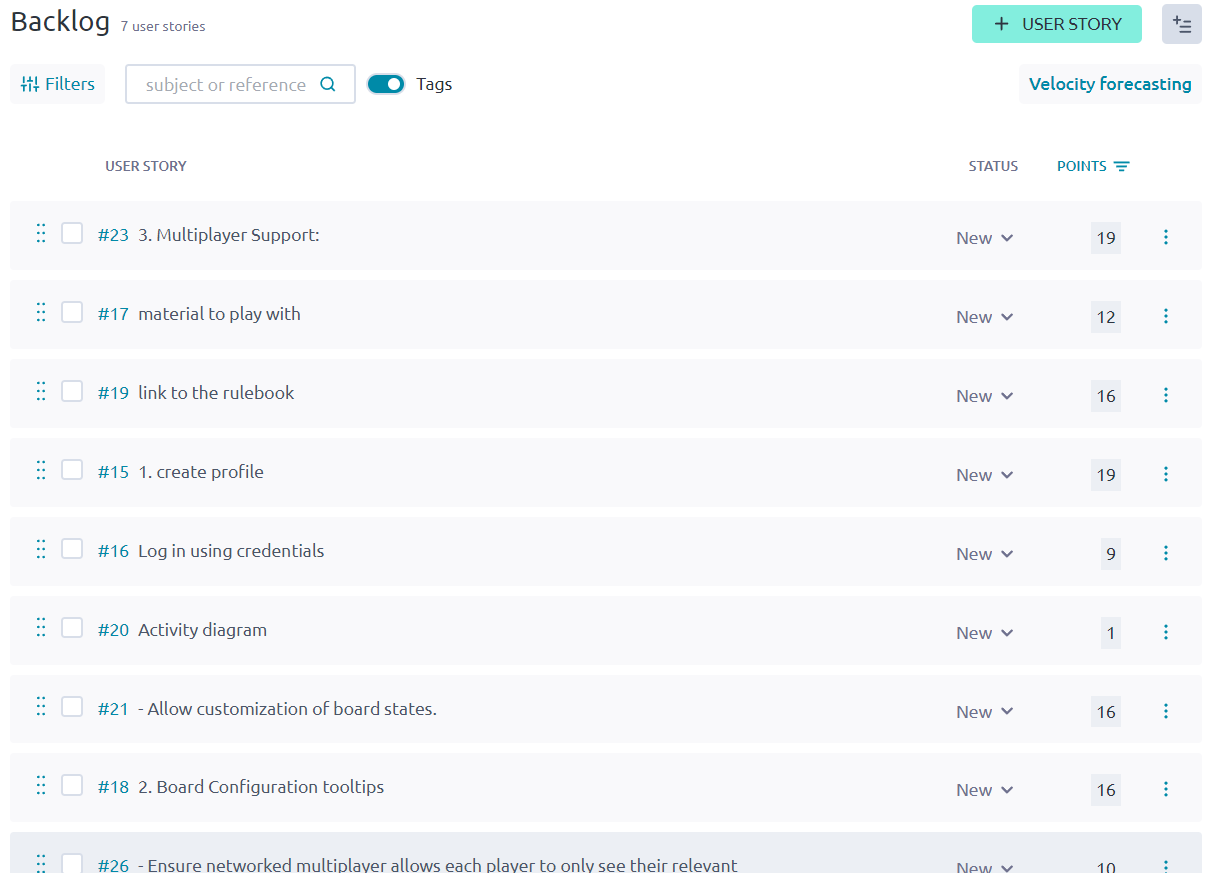 Backlog 7 user stories
+ USER STORY
Filters
subject or reference
Tags
Velocity forecasting
USER STORY STATUS POINTS
#23 3. Multiplayer Support: New 19
#17 material to play with New 12
#19 link to the rulebook New 16
#15 1. create profile New 19
#16 Log in using credentials New 9
#20 Activity diagram New 1
#21 - Allow customization of board states. New 16
#18 2. Board Configuration tooltips New 16
#26 - Ensure networked multiplayer allows each player to only see their relevant New 10